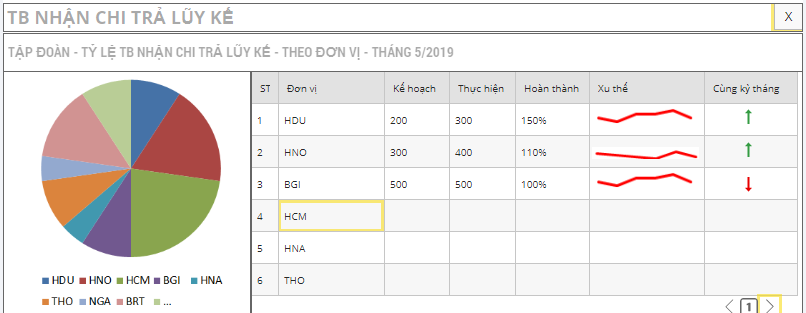 TB NHẬN CHI TRẢ LŨY KẾ X
TẬP ĐOÀN - TỶ LỆ TB NHẬN CHI TRẢ LŨY KẾ - THEO ĐƠN VỊ - THÁNG 5/2019
ST Đơn vị Kế hoạch Thực hiện Hoàn thành Xu thế Cùng kỳ tháng
1 HDU 200 300 150%
2 HNO 300 400 110%
3 BGI 500 500 100%
4 HCM
5 HNA
6 THO
HDU HNO HCM BGI HNA
THO NGA BRT ...
1